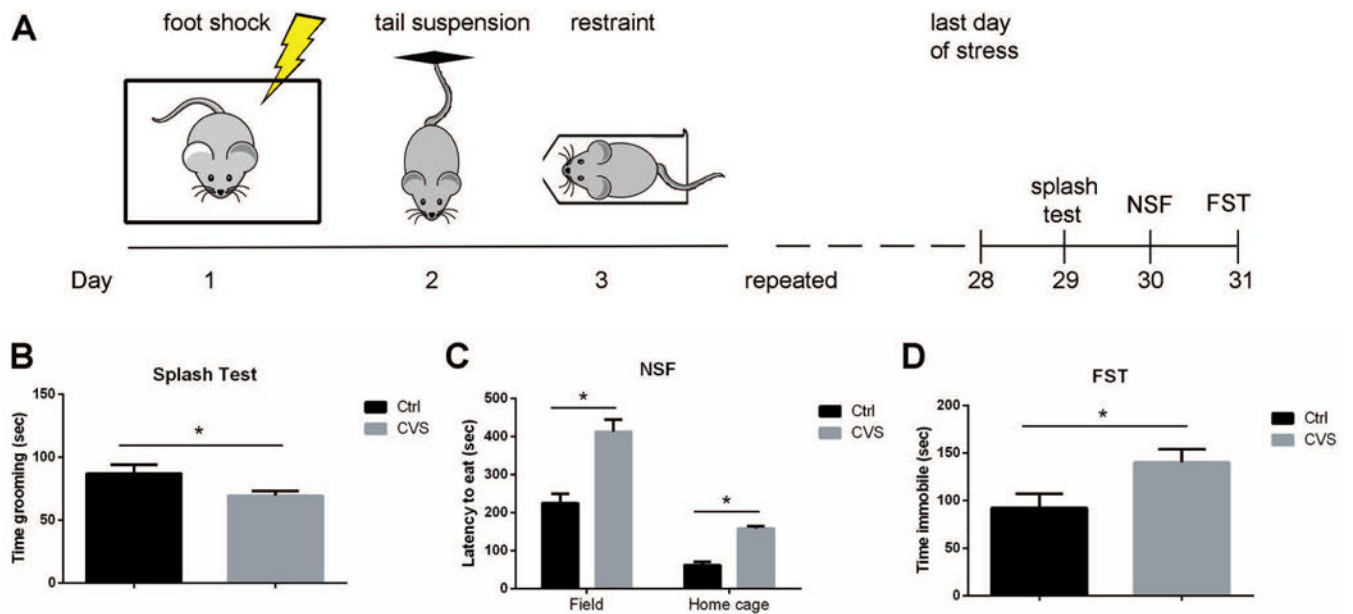 A
foot shock
tail suspension
restraint
last day
of stress
splash
test
NSF
FST
Day
1
2
3
repeated
28
29
30
31
B
Splash Test
Time grooming (sec)
150
100
50
0
*
Ctrl
CVS
C
NSF
Latency to eat (sec)
500
400
300
200
100
0
*
*
Field
Home cage
Ctrl
CVS
D
FST
Time immobile (sec)
200
150
100
50
0
*
Ctrl
CVS